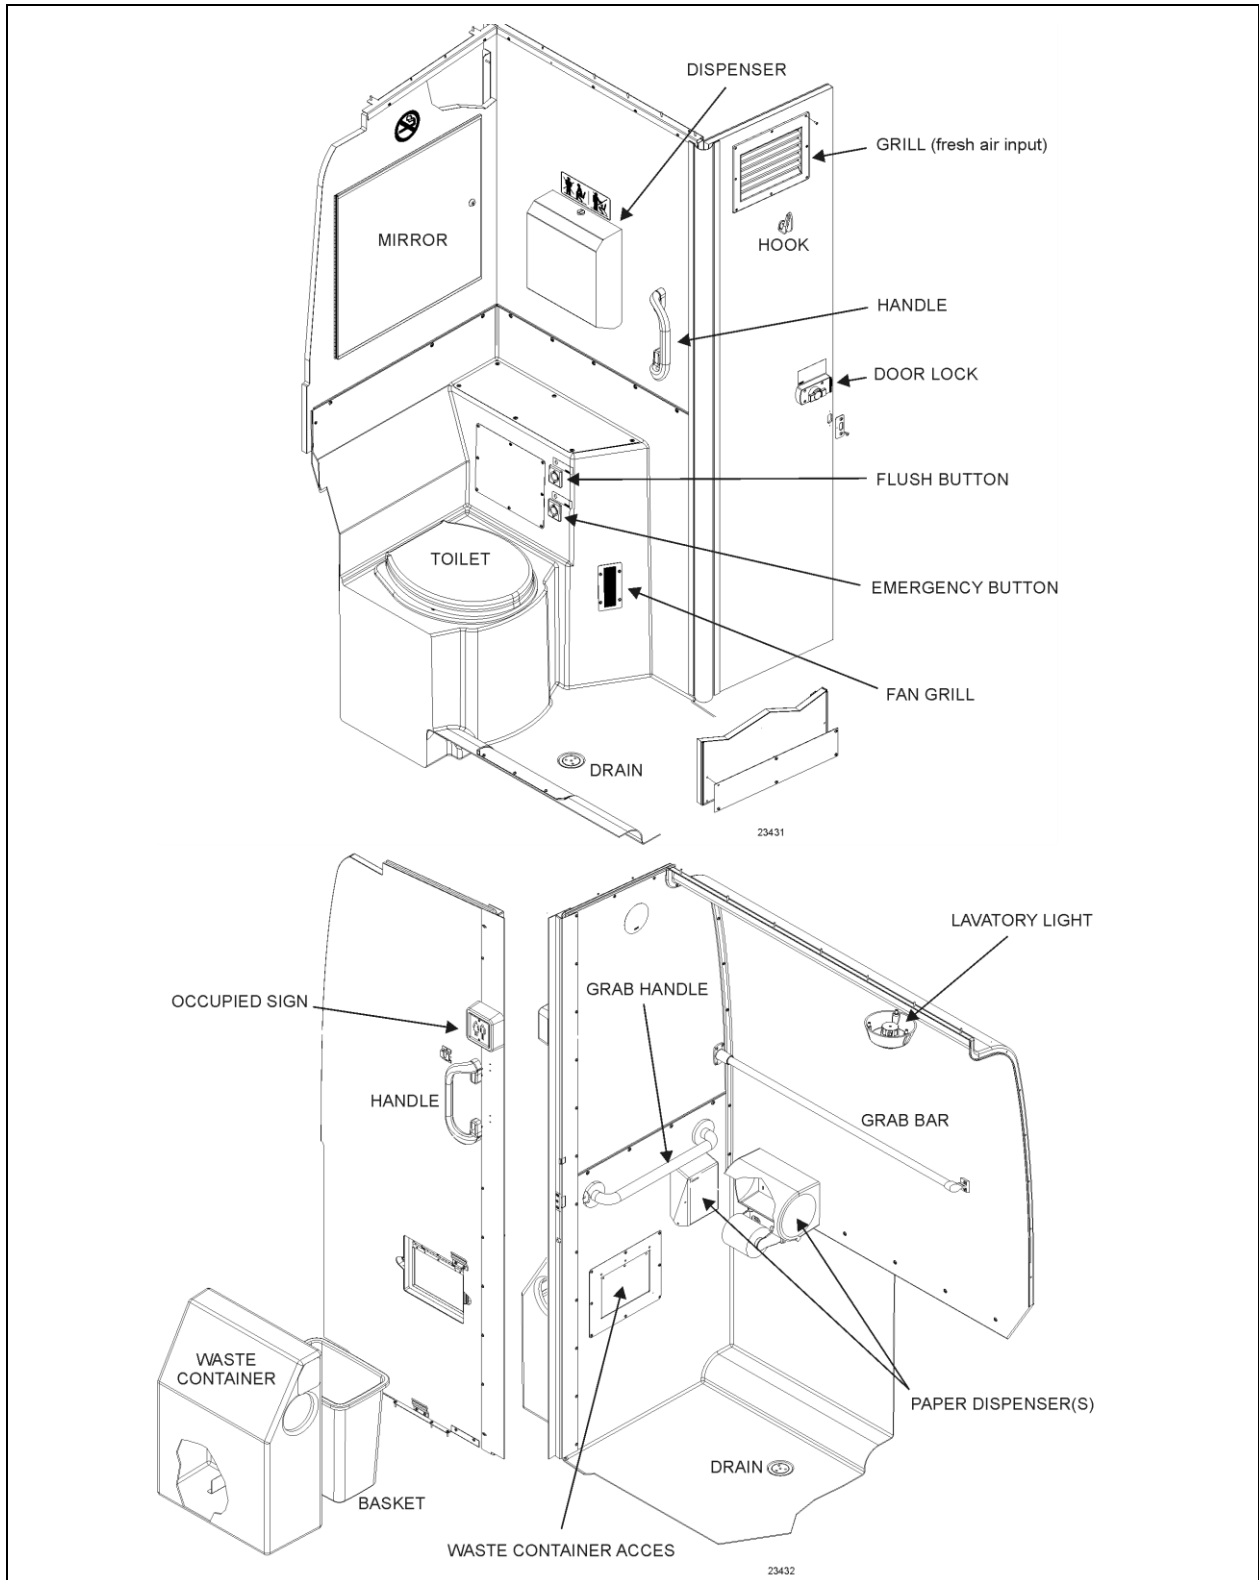 DISPENSER
GRILL (fresh air input)
MIRROR
HOOK
HANDLE
DOOR LOCK
FLUSH BUTTON
TOILET
EMERGENCY BUTTON
FAN GRILL
DRAIN
23431
LAVATORY LIGHT
GRAB HANDLE
OCCUPIED SIGN
HANDLE
GRAB BAR
WASTE
CONTAINER
PAPER DISPENSER(S)
DRAIN
BASKET
WASTE CONTAINER ACCES
23432